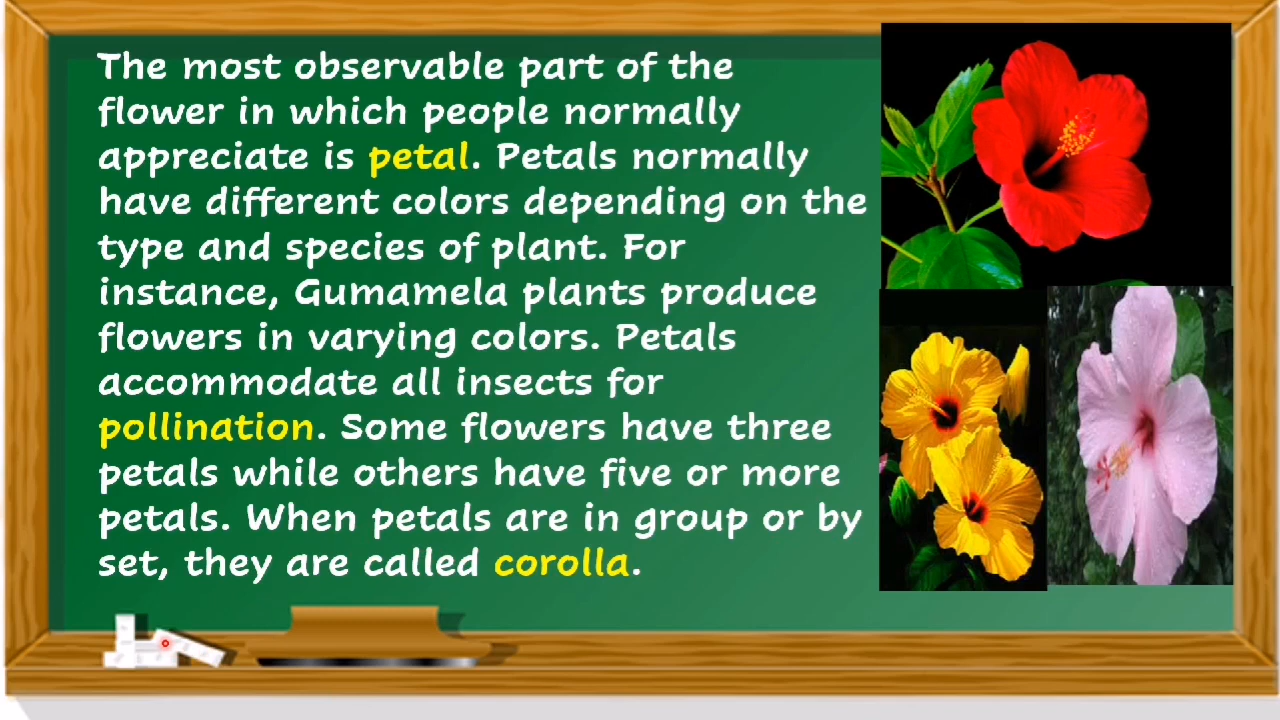 The most observable part of the
flower in which people normally
appreciate is petal. Petals normally
have different colors depending on the
type and species of plant. For
instance, Gumamela plants produce
flowers in varying colors. Petals
accommodate all insects for
pollination. Some flowers have three
petals while others have five or more
petals. When petals are in group or by
set, they are called corolla.